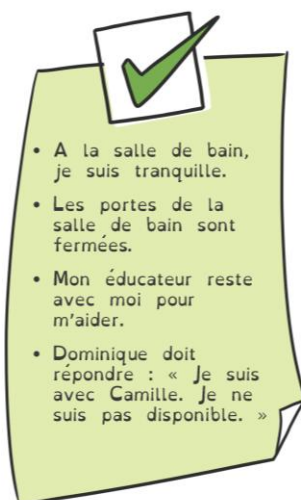 • A la salle de bain,
je suis tranquille.
• Les portes de la
salle de bain sont
fermées.
• Mon éducateur reste
avec moi pour
m'aider.
• Dominique doit
répondre : « Je suis
avec Camille. Je ne
suis pas disponible. »